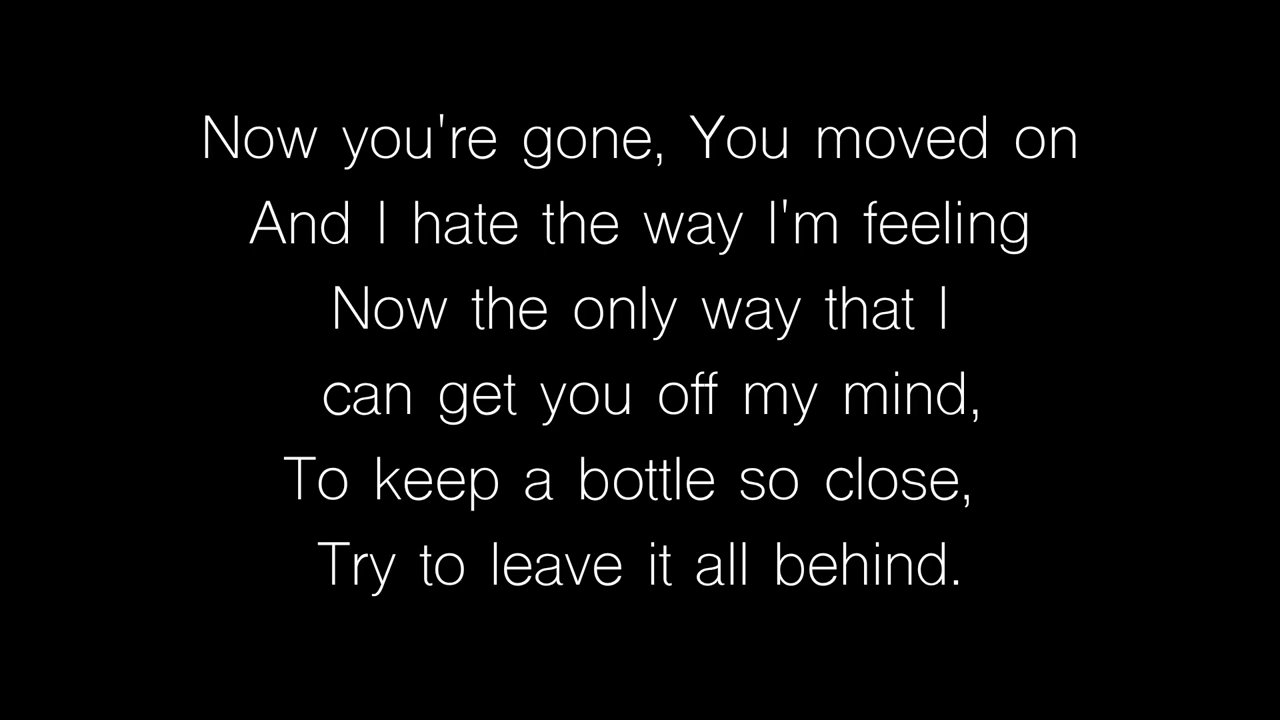 Now you're gone, You moved on
And I hate the way I'm feeling
Now the only way that I
can get you off my mind,
To keep a bottle so close,
Try to leave it all behind.